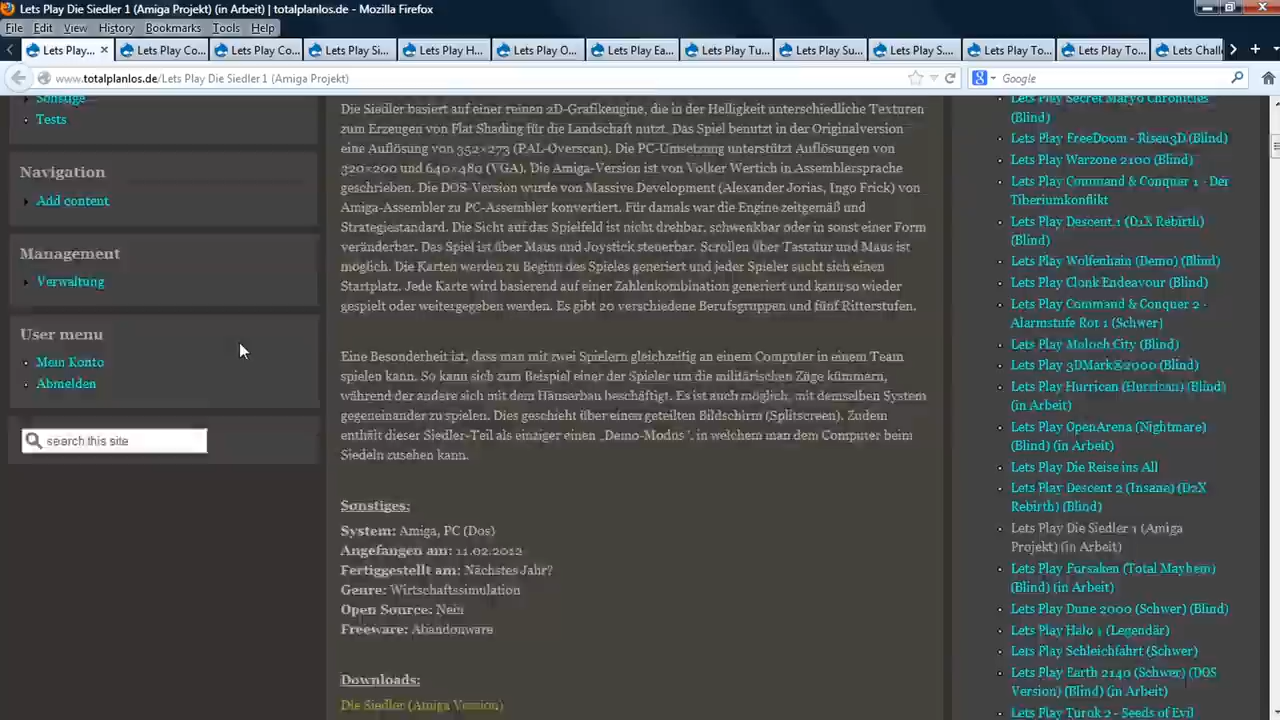 Lets Play Die Siedler 1 (Amiga Projekt) (in Arbeit) | totalplanlos.de - Mozilla Firefox
File Edit View History Bookmarks Tools Help
Lets Play... Lets Play Co... Lets Play Co... Lets Play Si... Lets Play H... Lets Play O... Lets Play Ea... Lets Play Tu... Lets Play Su... Lets Play S... Lets Play To... Lets Play To... Lets Chall
www.totalplanlos.de/Lets Play Die Siedler 1 (Amiga Projekt)
Google
Sonstige
Tests
Navigation
Add content
Management
Verwaltung
User menu
Mein Konto
Abmelden
search this site
Die Siedler basiert auf einer reinen 2D-Grafikengine, die in der Helligkeit unterschiedliche Texturen
zum Erzeugen von Flat Shading für die Landschaft nutzt. Das Spiel benutzt in der Originalversion
eine Auflösung von 352×273 (PAL-Overscan). Die PC-Umsetzung unterstützt Auflösungen von
320×200 und 640×480 (VGA). Die Amiga-Version ist von Volker Wertich in Assemblersprache
geschrieben. Die DOS-Version wurde von Massive Development (Alexander Jorias, Ingo Frick) von
Amiga-Assembler zu PC-Assembler konvertiert. Für damals war die Engine zeitgemäß und
Strategiestandard. Die Sicht auf das Spielfeld ist nicht drehbar, schwenkbar oder in sonst einer Form
veränderbar. Das Spiel ist über Maus und Joystick steuerbar. Scrollen über Tastatur und Maus ist
möglich. Die Karten werden zu Beginn des Spieles generiert und jeder Spieler sucht sich einen
Startplatz. Jede Karte wird basierend auf einer Zahlenkombination generiert und kann so wieder
gespielt oder weitergegeben werden. Es gibt 20 verschiedene Berufsgruppen und fünf Ritterstufen.
Eine Besonderheit ist, dass man mit zwei Spielern gleichzeitig an einem Computer in einem Team
spielen kann. So kann sich zum Beispiel einer der Spieler um die militärischen Züge kümmern,
während der andere sich mit dem Häuserbau beschäftigt. Es ist auch möglich, mit demselben System
gegeneinander zu spielen. Dies geschieht über einen geteilten Bildschirm (Splitscreen). Zudem
enthält dieser Siedler-Teil als einziger einen „Demo-Modus“, in welchem man dem Computer beim
Siedeln zusehen kann.
Sonstiges:
System: Amiga, PC (Dos)
Angefangen am: 11.02.2012
Fertiggestellt am: Nächstes Jahr?
Genre: Wirtschaftssimulation
Open Source: Nein
Freeware: Abandonware
Downloads:
Die Siedler (Amiga Version)
Lets Play Secret Maryo Chronicles
(Blind)
Lets Play FreeDoom - Risen3D (Blind)
Lets Play Warzone 2100 (Blind)
Lets Play Command & Conquer 1 - Der
Tiberiumkonflikt
Lets Play Descent 1 (D1X Rebirth)
(Blind)
Lets Play Wolfenhain (Demo) (Blind)
Lets Play Clonk Endeavour (Blind)
Lets Play Command & Conquer 2 -
Alarmstufe Rot 1 (Schwer)
Lets Play Moloch City (Blind)
Lets Play 3DMark®2000 (Blind)
Lets Play Hurrican (Hurrican) (Blind)
(in Arbeit)
Lets Play OpenArena (Nightmare)
(Blind) (in Arbeit)
Lets Play Die Reise ins All
Lets Play Descent 2 (Insane) (D2X
Rebirth) (Blind)
Lets Play Die Siedler 1 (Amiga
Projekt) (in Arbeit)
Lets Play Forsaken (Total Mayhem)
(Blind) (in Arbeit)
Lets Play Dune 2000 (Schwer) (Blind)
Lets Play Halo 1 (Legendär)
Lets Play Schleichfahrt (Schwer)
Lets Play Earth 2140 (Schwer) (DOS
Version) (Blind) (in Arbeit)
Lets Play Turok 2 - Seeds of Evil